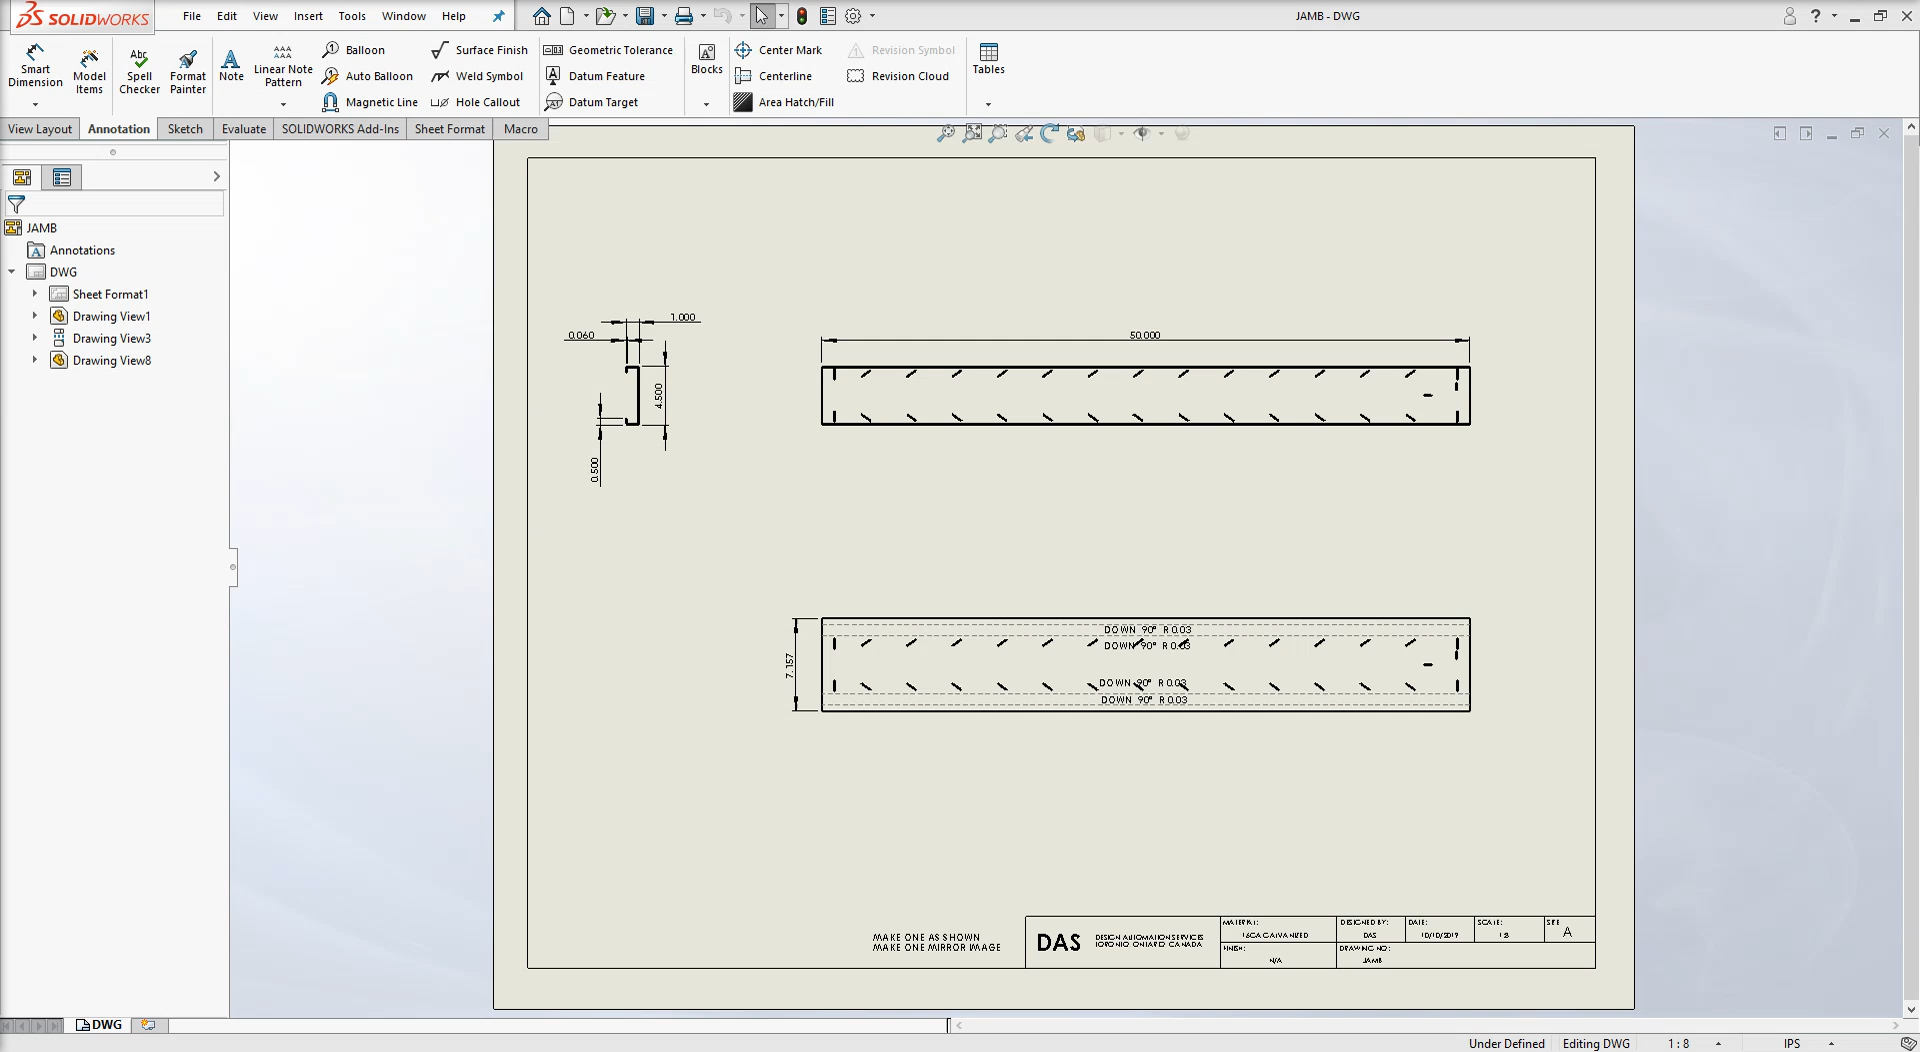 SOLIDWORKS
File Edit View Insert Tools Window Help
JAMB - DWG
Smart Dimension
Model Items
Spell Checker
Format Painter
Note
Linear Note Pattern
Balloon
Auto Balloon
Magnetic Line
Surface Finish
Weld Symbol
Hole Callout
Geometric Tolerance
Datum Feature
Datum Target
Blocks
Center Mark
Centerline
Area Hatch/Fill
Revision Symbol
Revision Cloud
Tables
View Layout Annotation Sketch Evaluate SOLIDWORKS Add-Ins Sheet Format Macro
JAMB
Annotations
DWG
Sheet Format1
Drawing View1
Drawing View3
Drawing View8
1.000
0.060
4.500
0.500
50.000
7.157
DOWN 90° R 0.03
DOWN 90° R 0.03
DOWN 90° R 0.03
DOWN 90° R 0.03
MAKE ONE AS SHOWN
MAKE ONE MIRROR IMAGE
DAS
DESIGN AUTOMATION SERVICES
TORONTO ONTARIO CANADA
MATERIAL:
16GA GALVANIZED
FINISH:
N/A
DESIGNED BY:
DAS
DATE:
10/10/2019
SCALE:
1:8
SIZE
A
DRAWING NO:
JAMB
DWG
Under Defined Editing DWG 1 : 8 IPS